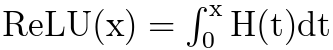 ReLU(x) = ∫₀ˣ H(t)dt